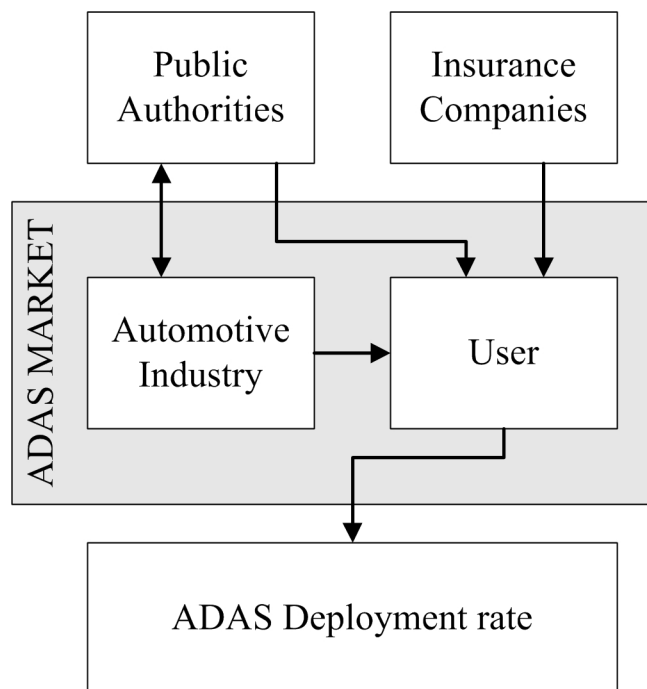 Public
Authorities
Insurance
Companies
ADAS MARKET
Automotive
Industry
User
ADAS Deployment rate